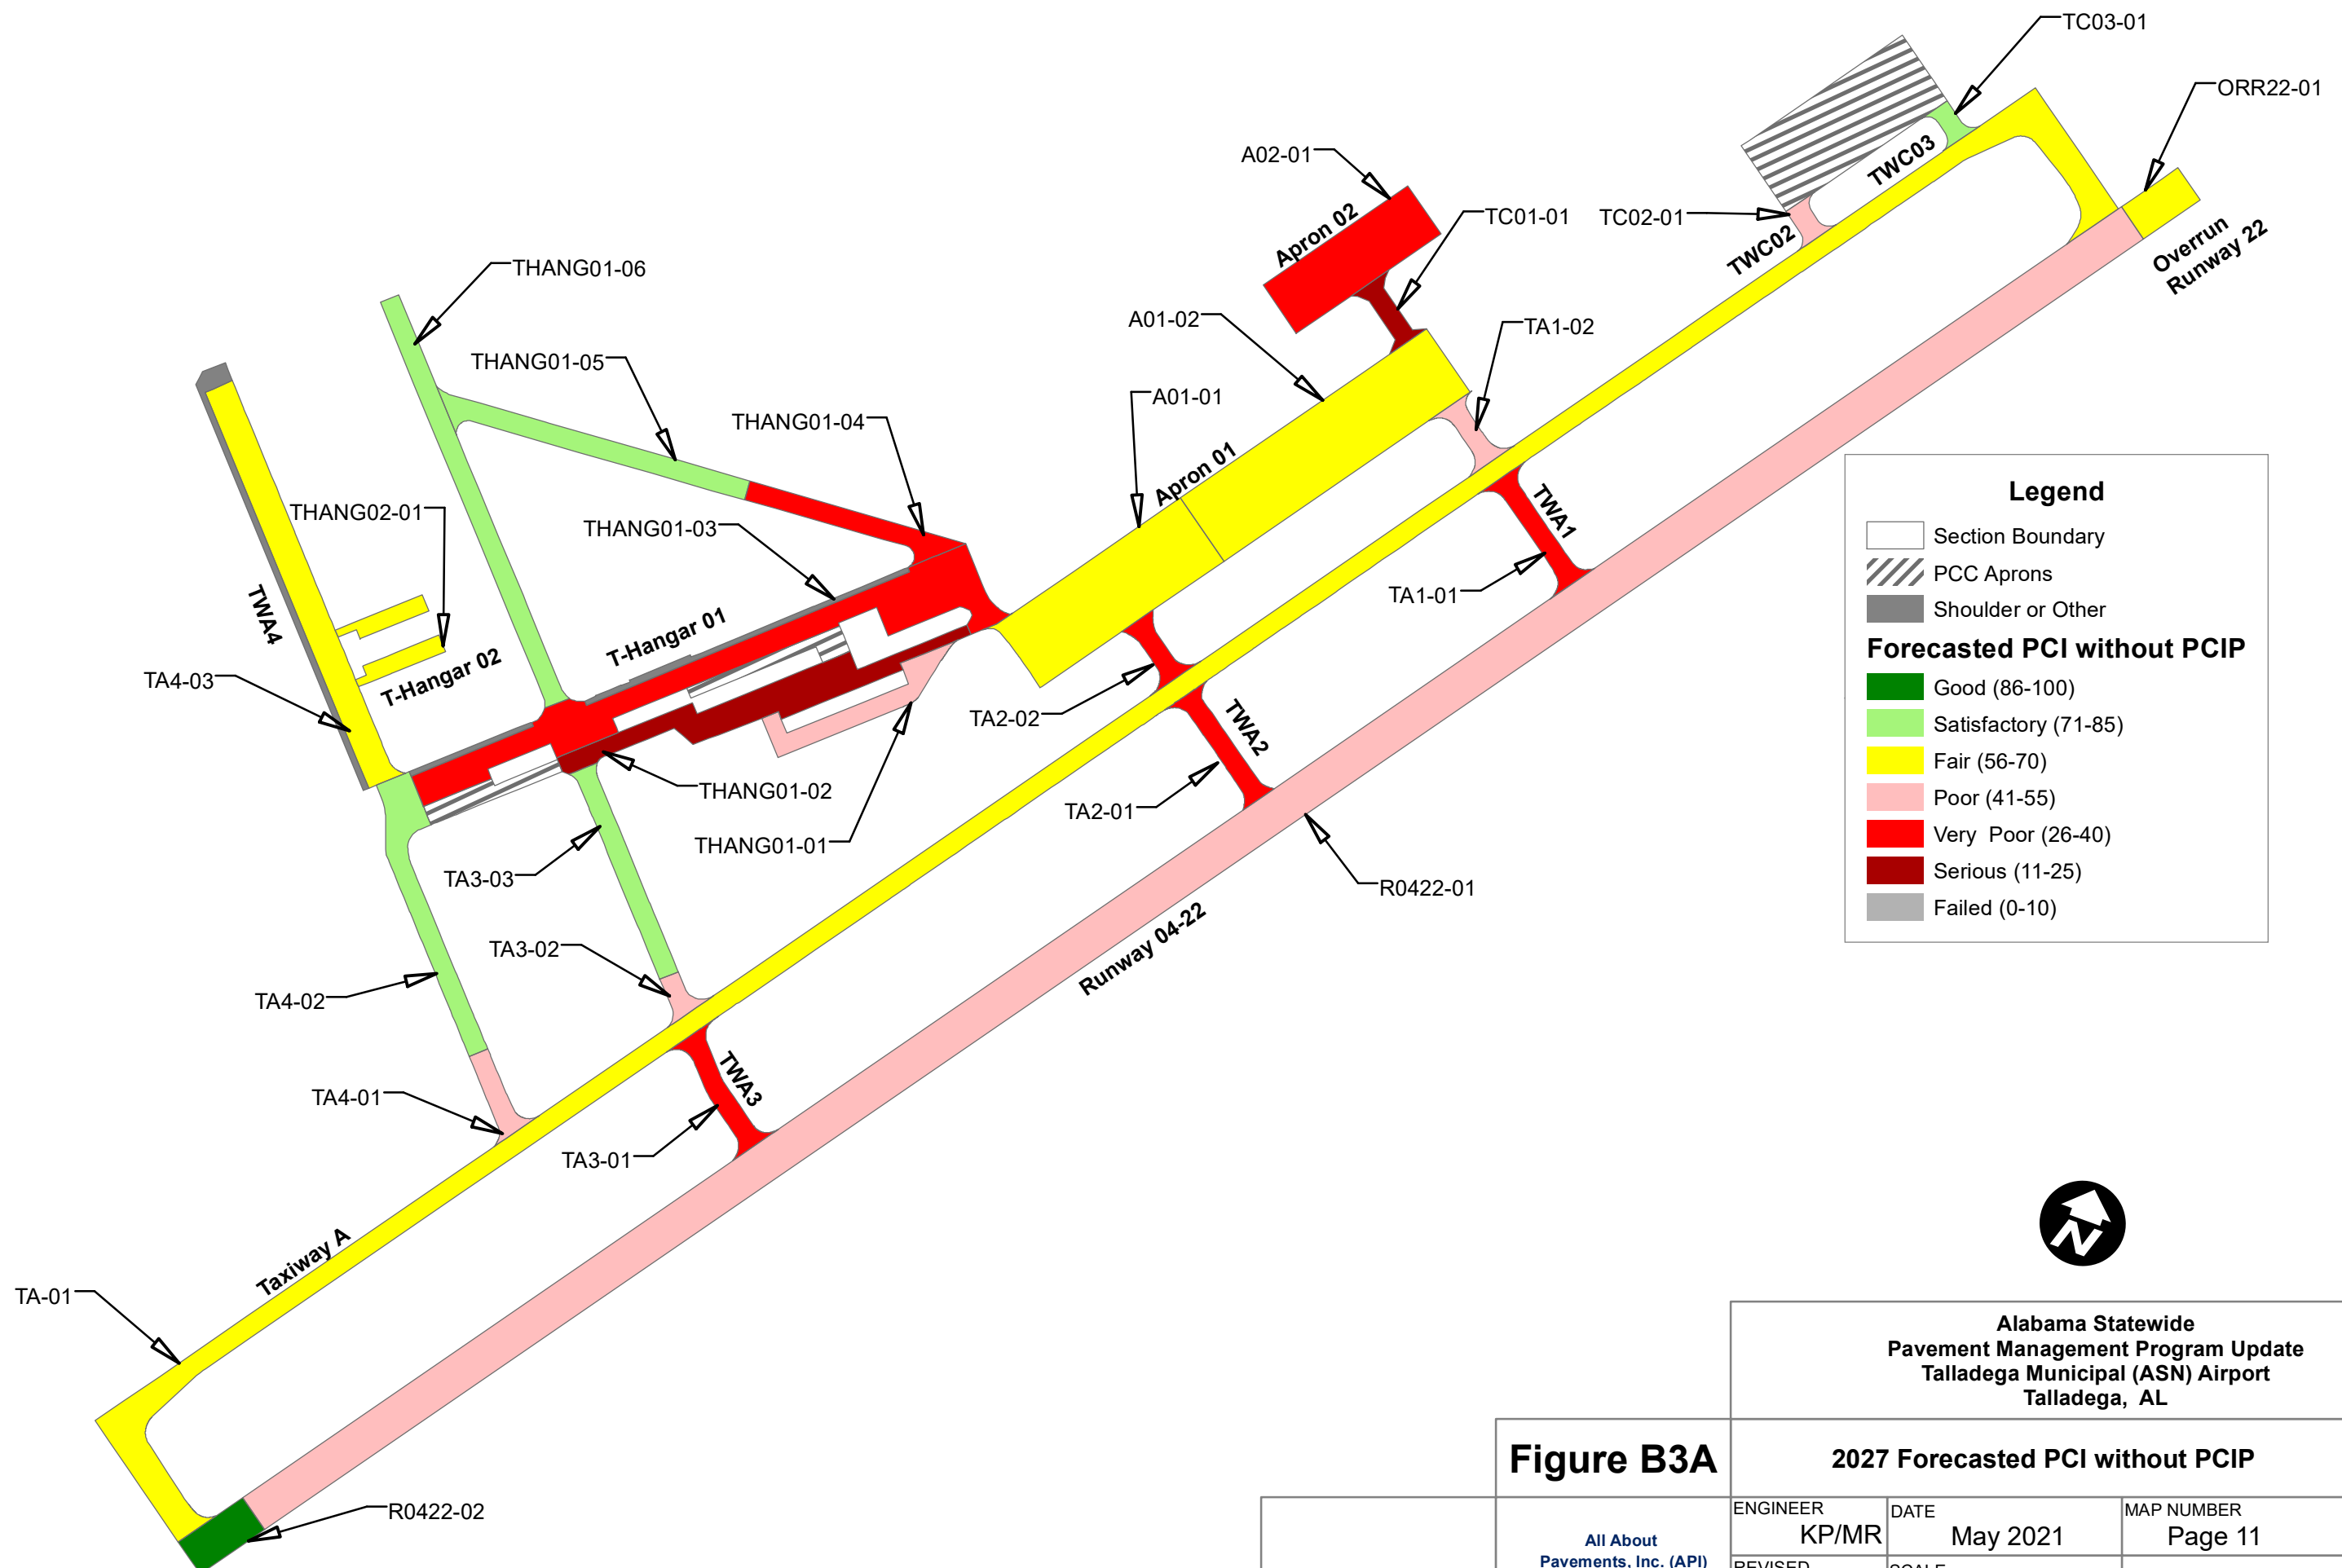 TC03-01
ORR22-01
A02-01
TWC03
Apron 02
TC01-01
TC02-01
TWC02
Overrun
Runway 22
THANG01-06
A01-02
TA1-02
THANG01-05
A01-01
THANG01-04
Apron 01
THANG02-01
THANG01-03
TWA1
TWA4
T-Hangar 01
TA1-01
T-Hangar 02
TA4-03
TA2-02
TWA2
THANG01-02
TA2-01
THANG01-01
TA3-03
R0422-01
TA3-02
Runway 04-22
TA4-02
TWA3
TA4-01
TA3-01
Taxiway A
TA-01
R0422-02
Legend
Section Boundary
PCC Aprons
Shoulder or Other
Forecasted PCI without PCIP
Good (86-100)
Satisfactory (71-85)
Fair (56-70)
Poor (41-55)
Very  Poor (26-40)
Serious (11-25)
Failed (0-10)
N
Alabama Statewide
Pavement Management Program Update
Talladega Municipal (ASN) Airport
Talladega,  AL
Figure B3A
2027 Forecasted PCI without PCIP
All About
Pavements, Inc. (API)
ENGINEER
KP/MR
DATE
May 2021
MAP NUMBER
Page 11
REVISED
SCALE